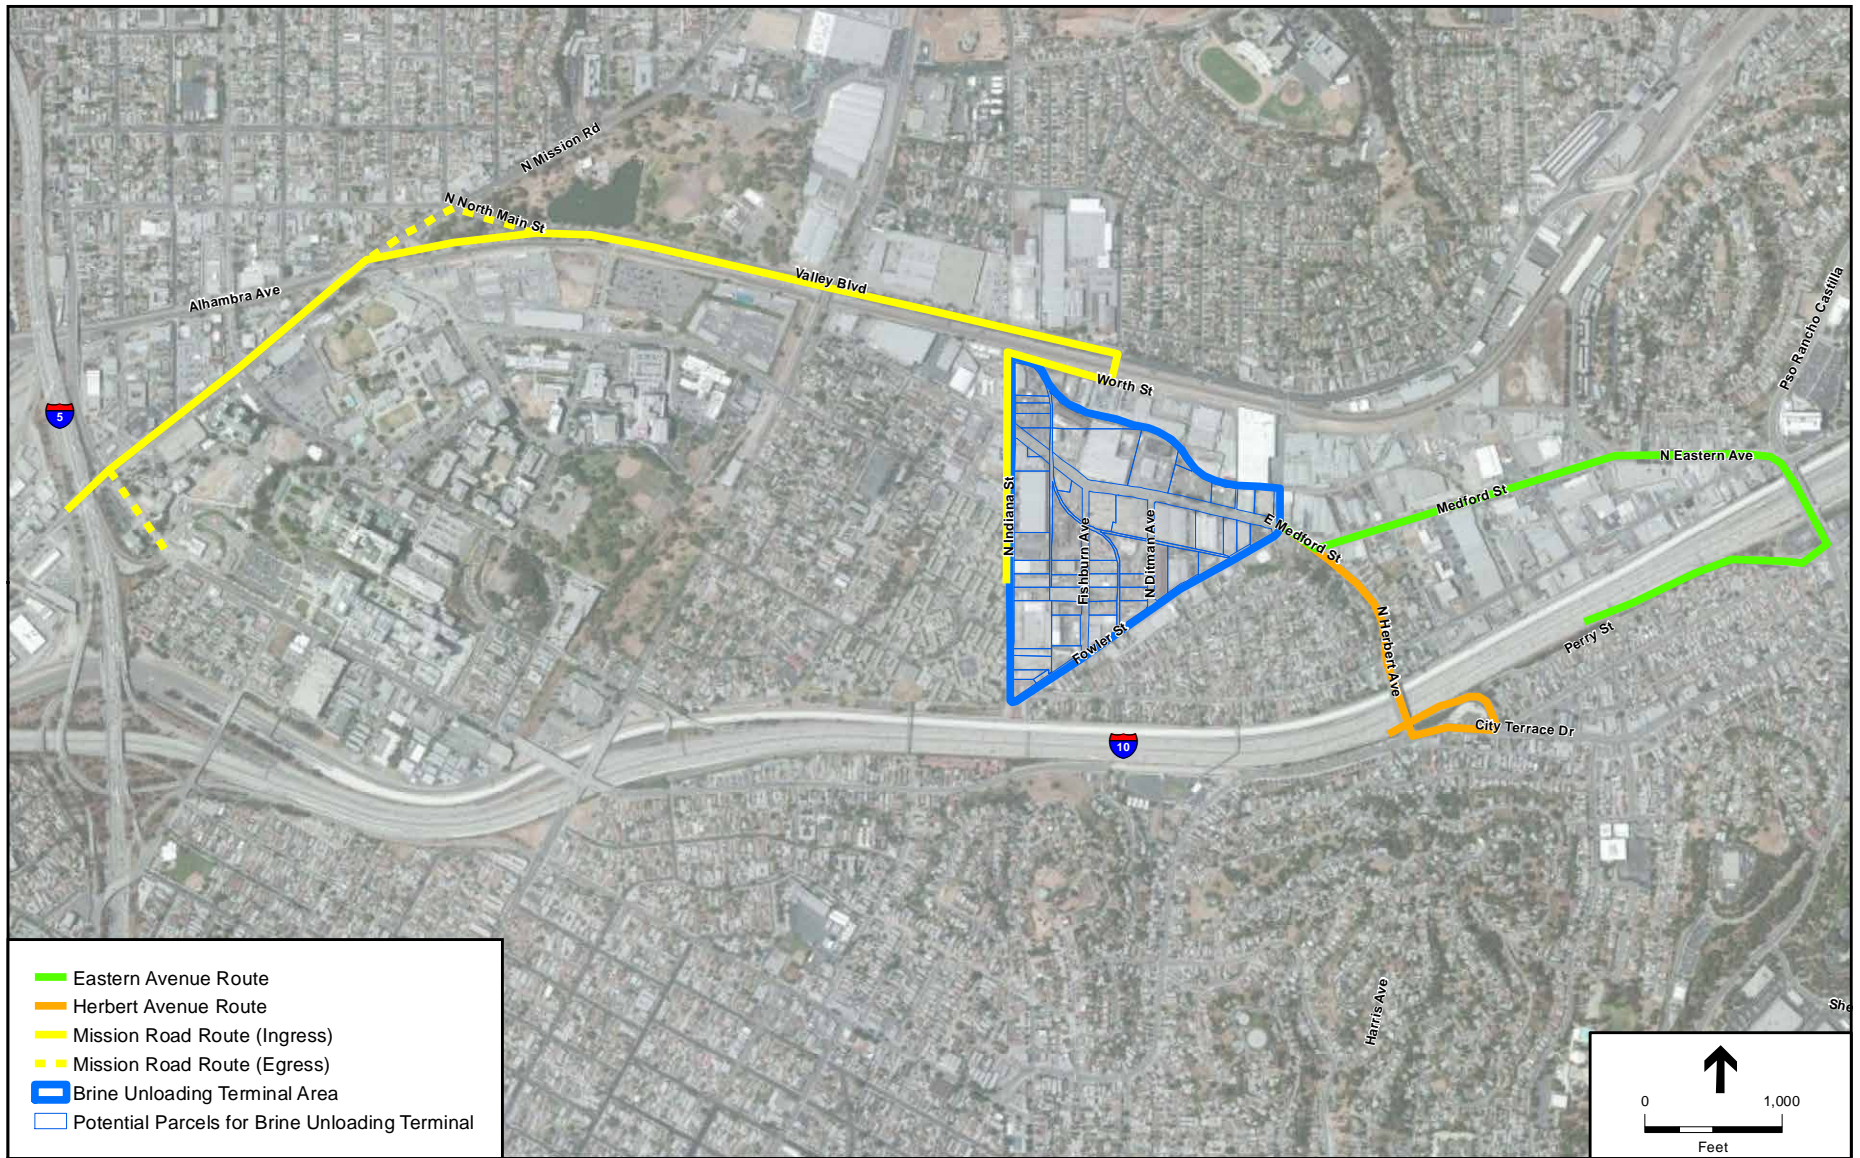 N Mission Rd
N North Main St
Alhambra Ave
Valley Blvd
Pso Rancho Castilla
Worth St
5
N Eastern Ave
Medford St
N Indiana St
E Medford St
Fishburn Ave
N Ditman Ave
N Herbert Ave
Fowler St
Perry St
City Terrace Dr
10
Harris Ave
She
Eastern Avenue Route
Herbert Avenue Route
Mission Road Route (Ingress)
Mission Road Route (Egress)
Brine Unloading Terminal Area
Potential Parcels for Brine Unloading Terminal
0 1,000
Feet